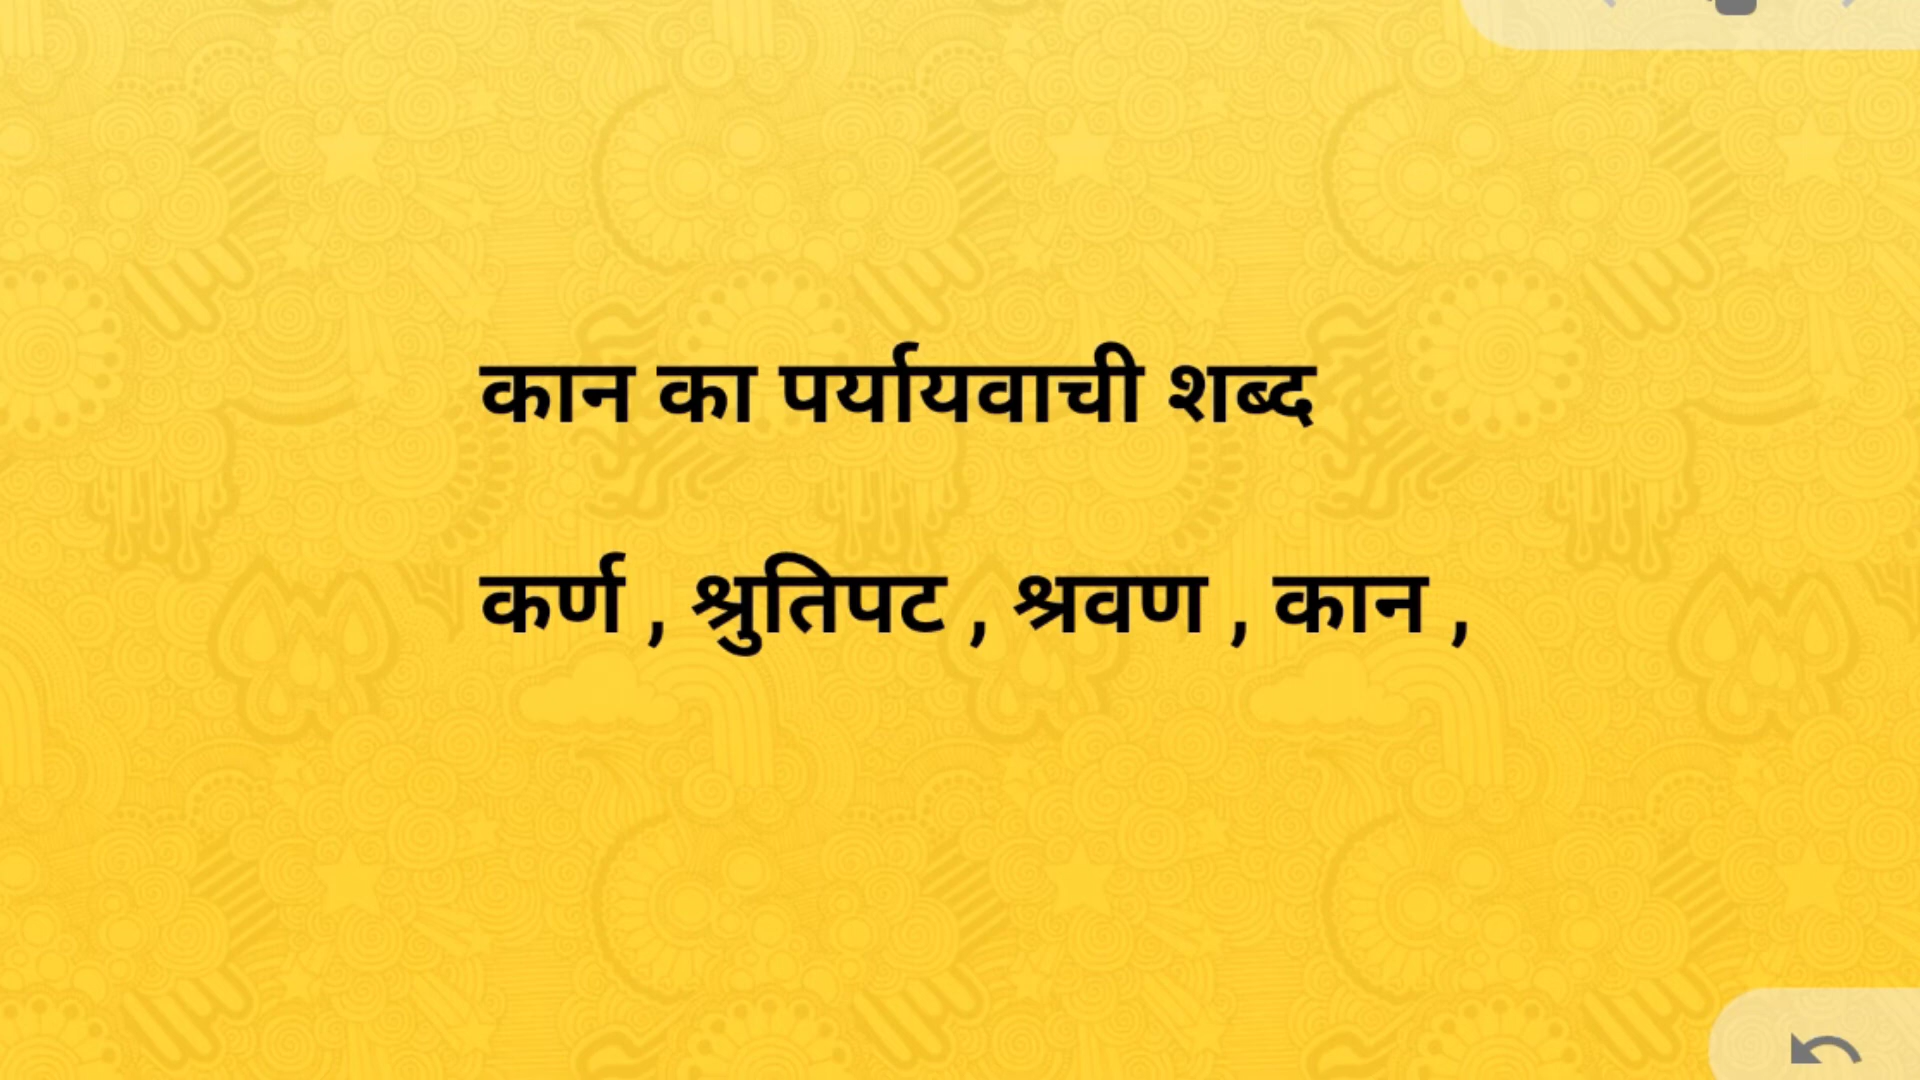 कान का पर्यायवाची शब्द
कर्ण , श्रुतिपट , श्रवण , कान ,